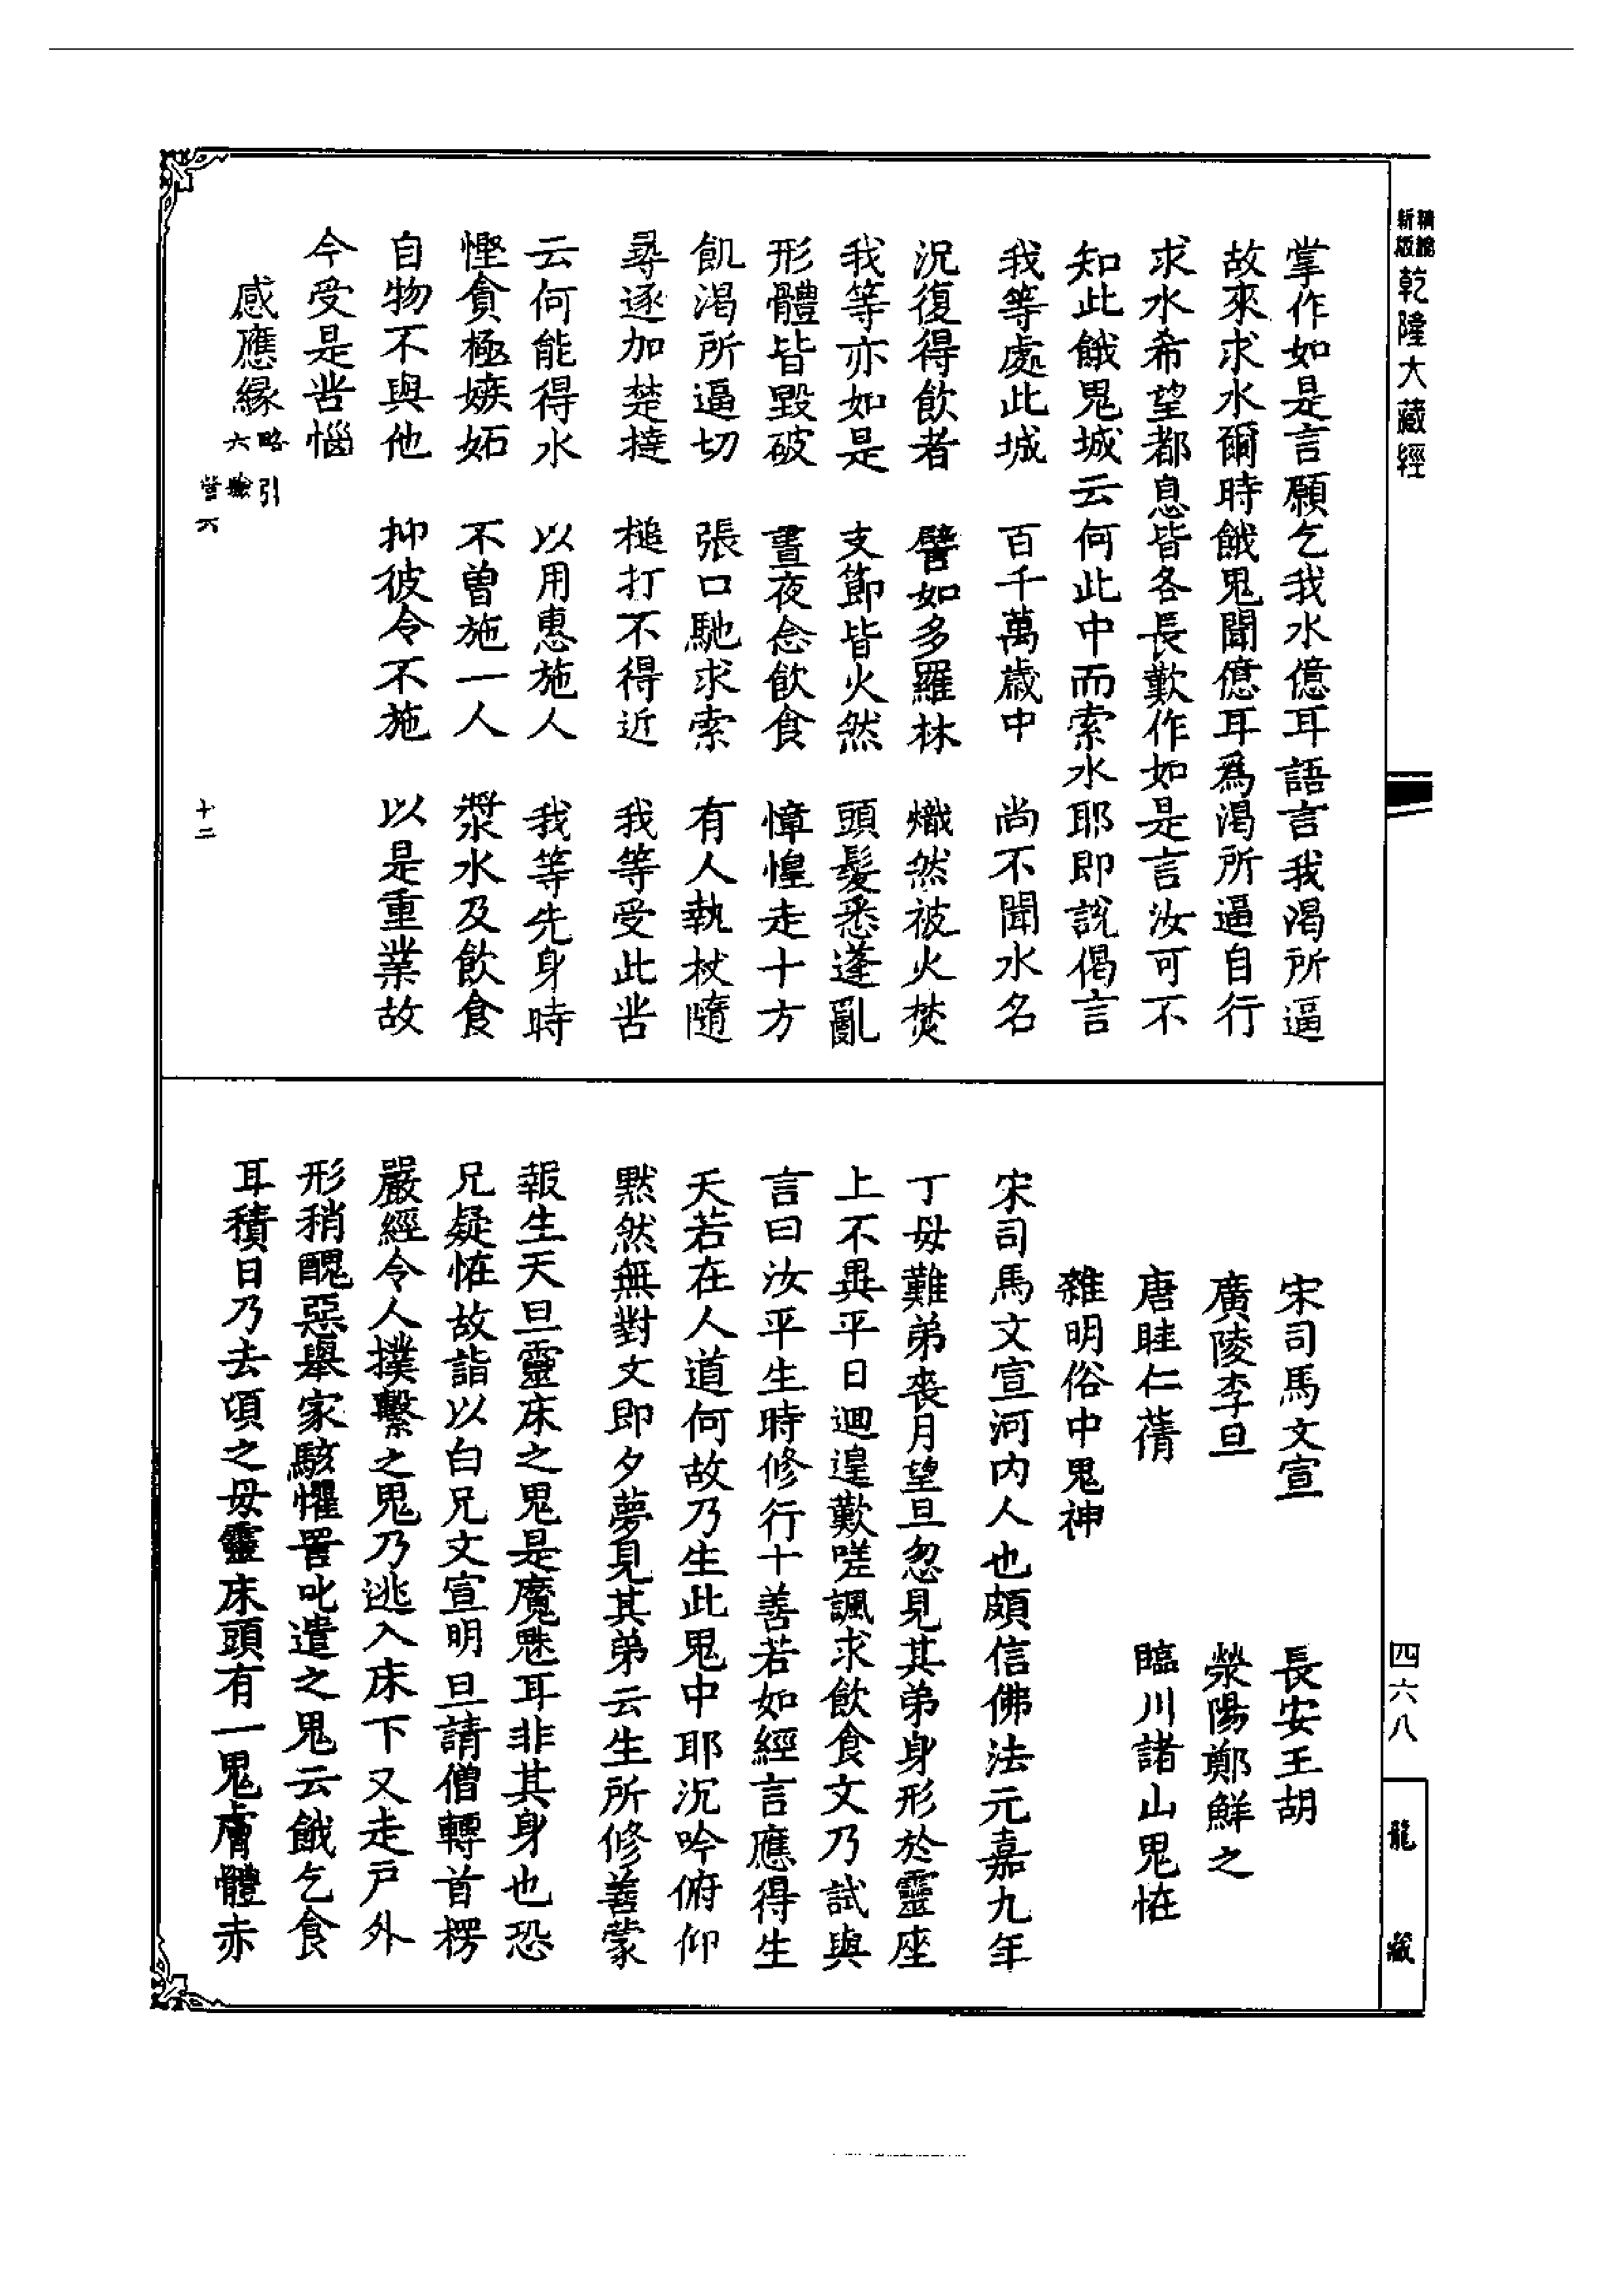 新版精縮乾隆大藏經
掌作如是言願乞我水億耳語言我渴所逼
故來求水爾時餓鬼聞億耳爲渴所逼自行
求水希望都息皆各長歎作如是言汝可不
知此餓鬼城云何此中而索水耶即說偈言
我等處此城　百千萬歲中　尚不聞水名
況復得飲者　譬如多羅林　熾然被火焚
我等亦如是　支節皆火然　頭髮悉蓬亂
形體皆毀破　晝夜念飲食　慞惶走十方
飢渴所逼切　張口馳求索　有人執杖隨
尋逐加楚撻　槌打不得近　我等受此苦
云何能得水　以用惠施人　我等先身時
慳貪極嫉妬　不曾施一人　漿水及飲食
自物不與他　抑彼令不施　以是重業故
今受是苦惱
感應緣略引六驗
營六　十二
宋司馬文宣　長安王胡
廣陵李旦　滎陽鄭鮮之
唐眭仁蒨　臨川諸山鬼恠
雜明俗中鬼神
宋司馬文宣河內人也頗信佛法元嘉九年
丁母難弟喪月望旦忽見其弟身形於靈座
上不異平日迴遑歎嗟諷求飲食文乃試與
言曰汝平生時修行十善若如經言應得生
天若在人道何故乃生此鬼中耶沉吟俯仰
黙然無對文即夕夢見其弟云生所修善蒙
報生天旦靈床之鬼是魔魅耳非其身也恐
兄疑恠故詣以白兄文宣明旦請僧轉首楞
嚴經令人撲繫之鬼乃逃入床下又走戶外
形稍醜惡舉家駭懼詈叱遣之鬼云餓乞食
耳積日乃去頃之母靈床頭有一鬼膚體赤
四六八
龍藏